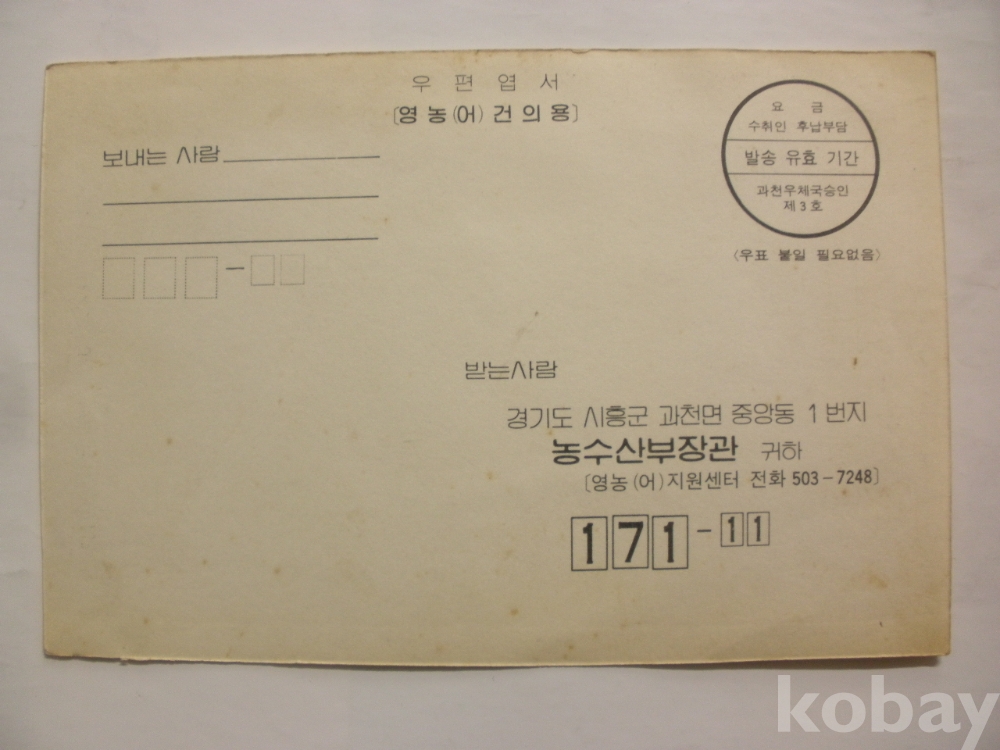 우편엽서
〔영농(어) 건의용〕
보내는 사람
요금
수취인 후납부담
발송 유효 기간
과천우체국승인
제 3 호
(우표 붙일 필요없음)
받는사람
경기도 시흥군 과천면 중앙동 1번지
농수산부장관 귀하
〔영농(어)지원센터 전화 503-7248〕
171-11
kobay